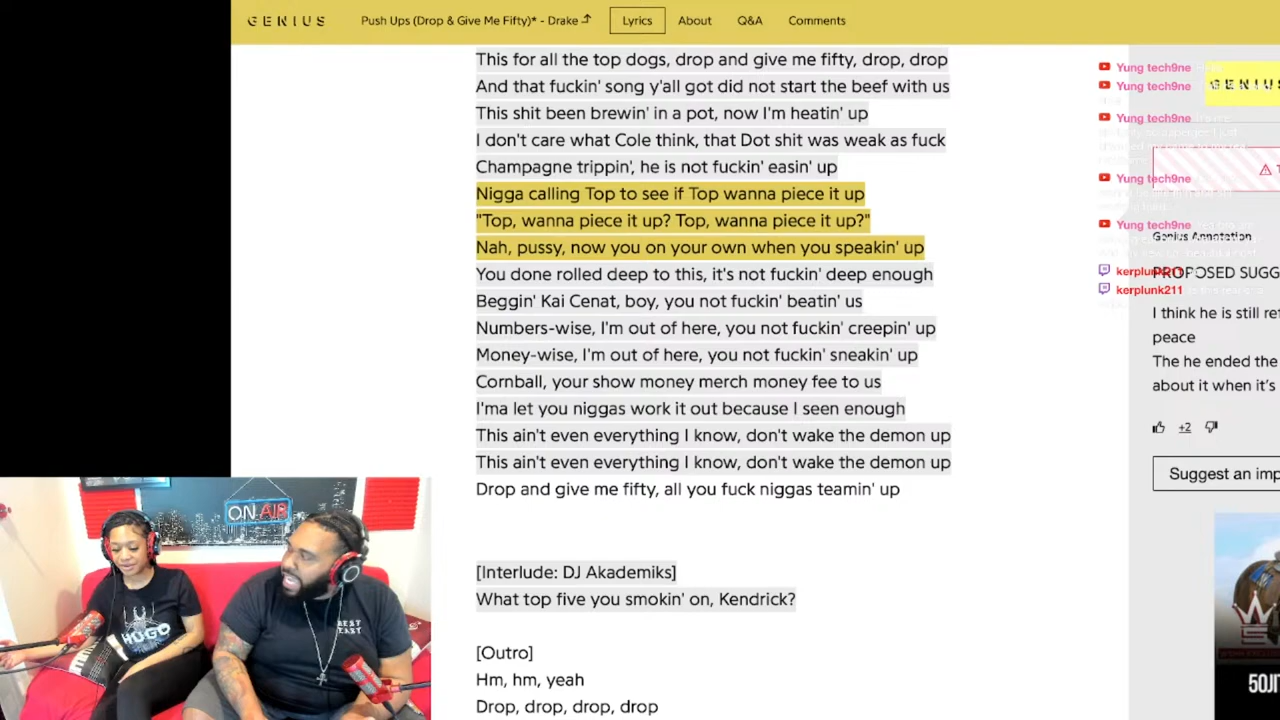 GENIUS
Push Ups (Drop & Give Me Fifty)* - Drake
Lyrics
About
Q&A
Comments
This for all the top dogs, drop and give me fifty, drop, drop
And that fuckin' song y'all got did not start the beef with us
This shit been brewin' in a pot, now I'm heatin' up
I don't care what Cole think, that Dot shit was weak as fuck
Champagne trippin', he is not fuckin' easin' up
Nigga calling Top to see if Top wanna piece it up
"Top, wanna piece it up? Top, wanna piece it up?"
Nah, pussy, now you on your own when you speakin' up
You done rolled deep to this, it's not fuckin' deep enough
Beggin' Kai Cenat, boy, you not fuckin' beatin' us
Numbers-wise, I'm out of here, you not fuckin' creepin' up
Money-wise, I'm out of here, you not fuckin' sneakin' up
Cornball, your show money merch money fee to us
I'ma let you niggas work it out because I seen enough
This ain't even everything I know, don't wake the demon up
This ain't even everything I know, don't wake the demon up
Drop and give me fifty, all you fuck niggas teamin' up
[Interlude: DJ Akademiks]
What top five you smokin' on, Kendrick?
[Outro]
Hm, hm, yeah
Drop, drop, drop, drop
Yung tech9ne
Yung tech9ne
GENIUS
Yung tech9ne
Yung tech9ne
Yung tech9ne
Genius Annotation
kerplunk211
PROPOSED SUGG
kerplunk211
I think he is still ref
peace
The he ended the
about it when it's
+2
Suggest an imp
50JIT
ON AIR
HUGO
BEST
EAST